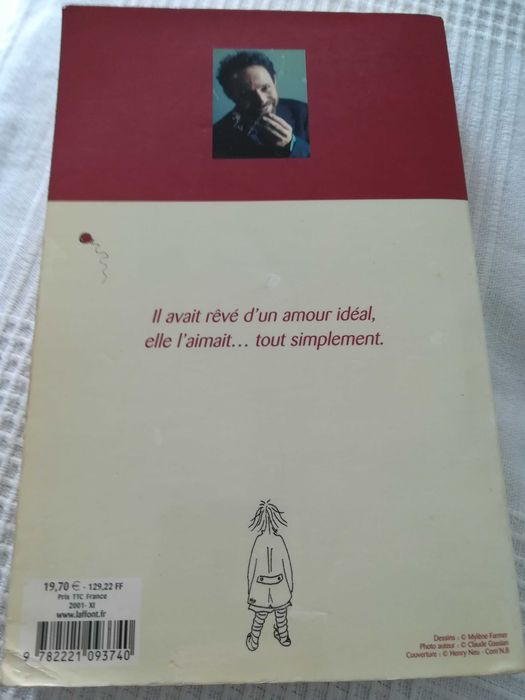 Il avait rêvé d'un amour idéal,
elle l'aimait... tout simplement.
19,70 € - 129,22 FF
Prix TTC France
2001- XI
www.laffont.fr
9 782221 093740
Dessins : © Mylène Farmer
Photo auteur : © Claude Gassian
Couverture : © Henry Neu - Com'N.B